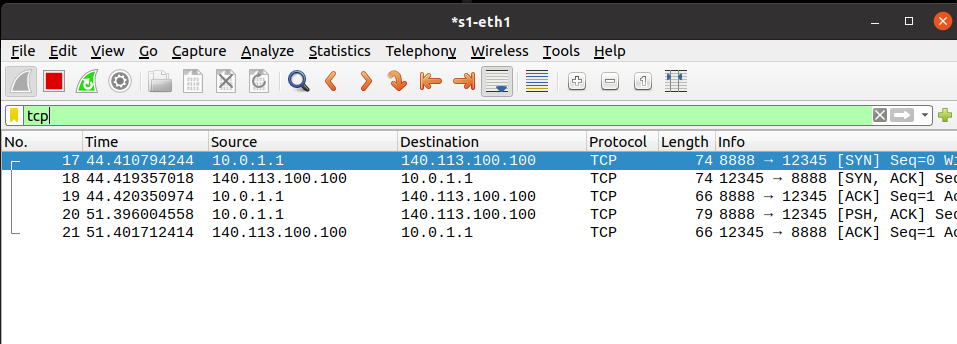 *s1-eth1
File Edit View Go Capture Analyze Statistics Telephony Wireless Tools Help
tcp
No. Time Source Destination Protocol Length Info
17 44.410794244 10.0.1.1 140.113.100.100 TCP 74 8888 → 12345 [SYN] Seq=0 Wi
18 44.419357018 140.113.100.100 10.0.1.1 TCP 74 12345 → 8888 [SYN, ACK] Seq
19 44.420350974 10.0.1.1 140.113.100.100 TCP 66 8888 → 12345 [ACK] Seq=1 Ac
20 51.396004558 10.0.1.1 140.113.100.100 TCP 79 8888 → 12345 [PSH, ACK] Seq
21 51.401712414 140.113.100.100 10.0.1.1 TCP 66 12345 → 8888 [ACK] Seq=1 Ac